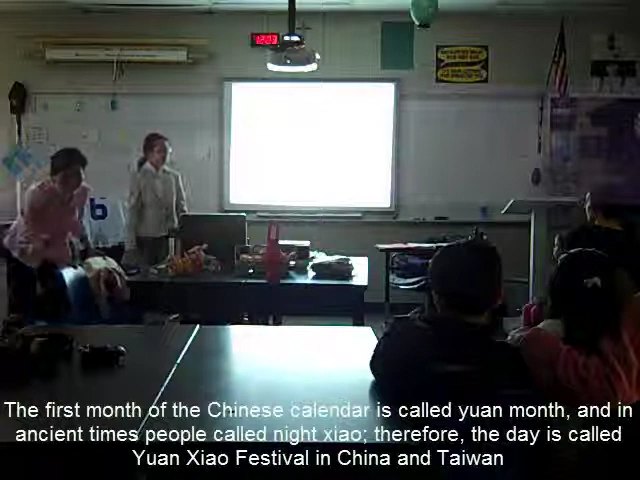 12:03
b
The first month of the Chinese calendar is called yuan month, and in
ancient times people called night xiao; therefore, the day is called
Yuan Xiao Festival in China and Taiwan